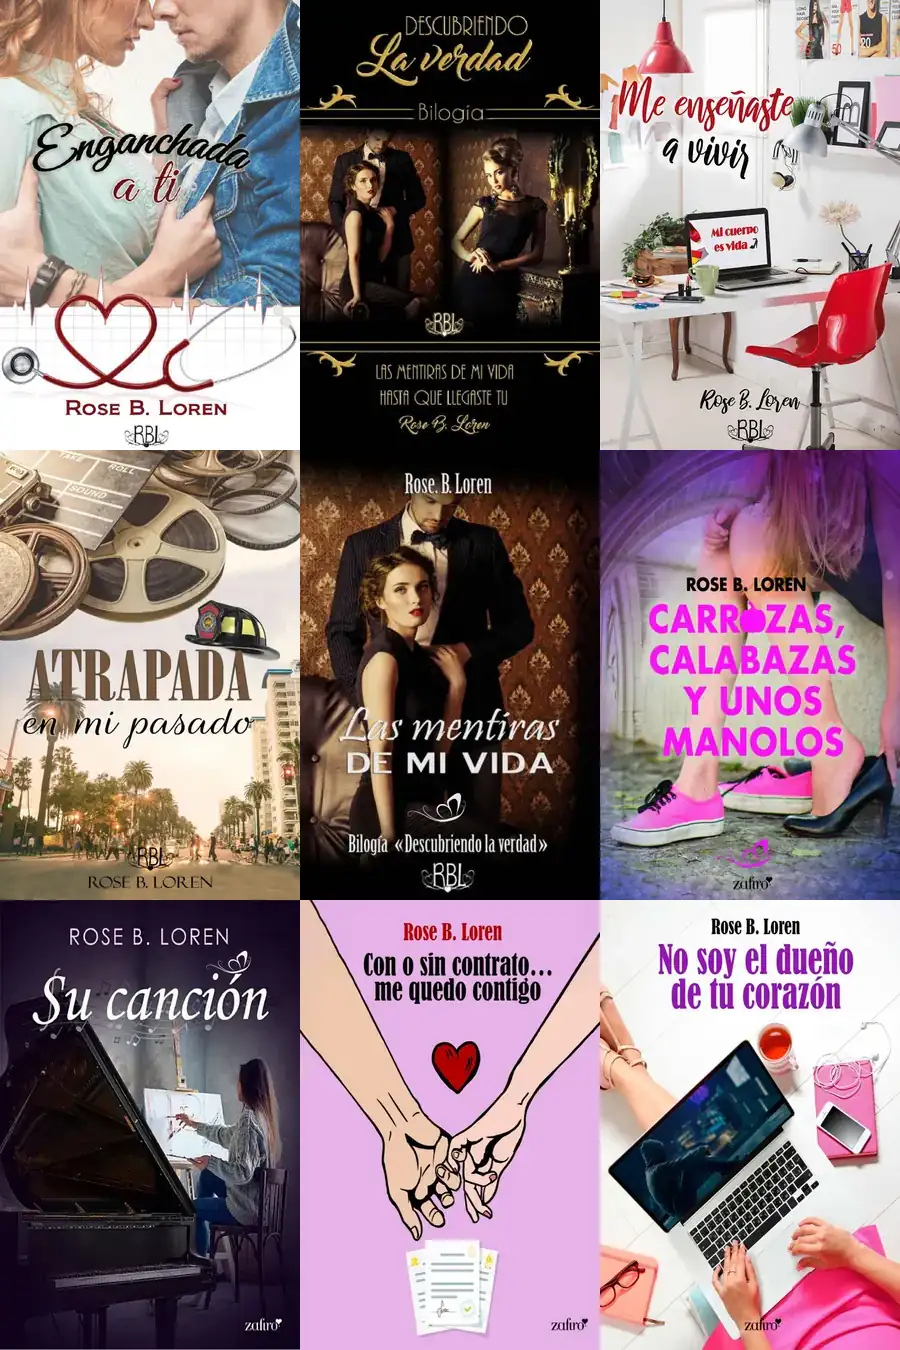 Enganchada
a ti
ROSE B. LOREN
RBL
DESCUBRIENDO
La verdad
Bilogía
RBL
LAS MENTIRAS DE MI VIDA
HASTA QUE LLEGASTE TU
Rose B. Loren
Me enseñaste
a vivir
Mi cuerpo
es vida
Rose B. Loren
RBL
TAKE
ROLL
SOUND
ATRAPADA
en mi pasado
RBL
ROSE B. LOREN
Rose. B. Loren
Las mentiras
DE MI VIDA
Bilogía «Descubriendo la verdad»
RBL
ROSE B. LOREN
CARROZAS,
CALABAZAS
Y UNOS
MANOLOS
zafiro
ROSE B. LOREN
Su canción
zafiro
Rose B. Loren
Con o sin contrato...
me quedo contigo
zafiro
Rose B. Loren
No soy el dueño
de tu corazón
zafiro